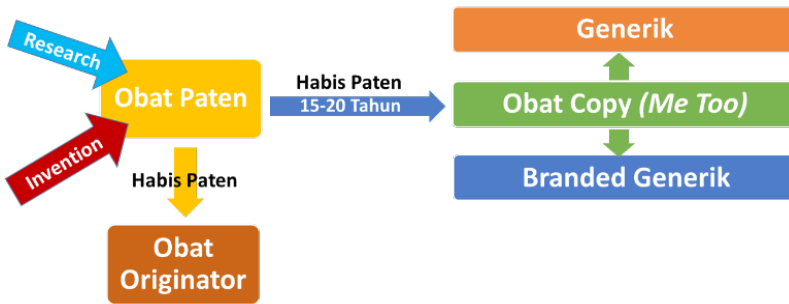 Research
Invention
Obat Paten
Habis Paten
15-20 Tahun
Generik
Obat Copy (Me Too)
Branded Generik
Habis Paten
Obat
Originator